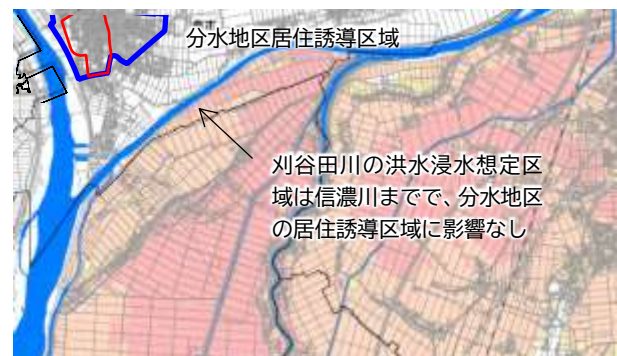 分水地区居住誘導区域
刈谷田川の洪水浸水想定区
域は信濃川までで、分水地区
の居住誘導区域に影響なし